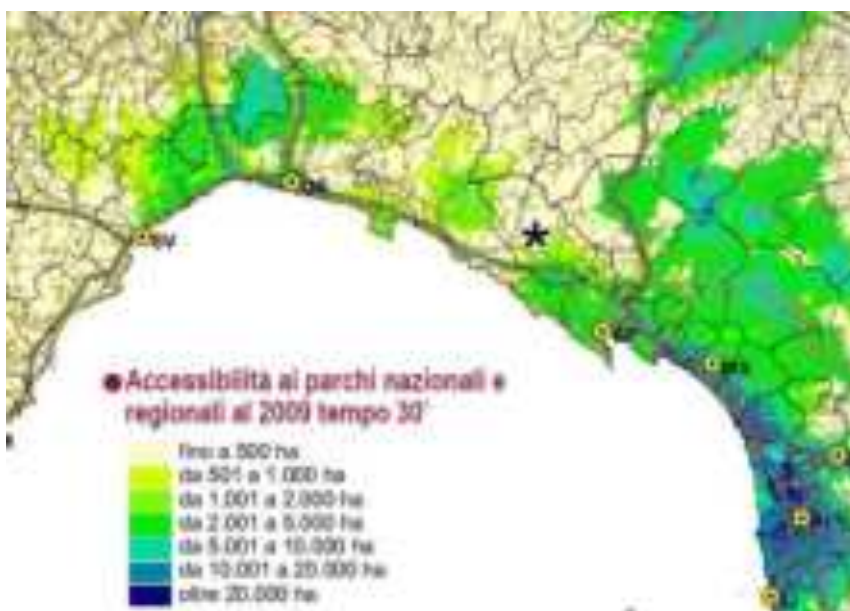 SV
Accessibilità ai parchi nazionali e
regionali al 2009 tempo 30'
fino a 500 ha
da 501 a 1.000 ha
da 1.001 a 2.000 ha
da 2.001 a 5.000 ha
da 5.001 a 10.000 ha
da 10.001 a 20.000 ha
oltre 20.000 ha